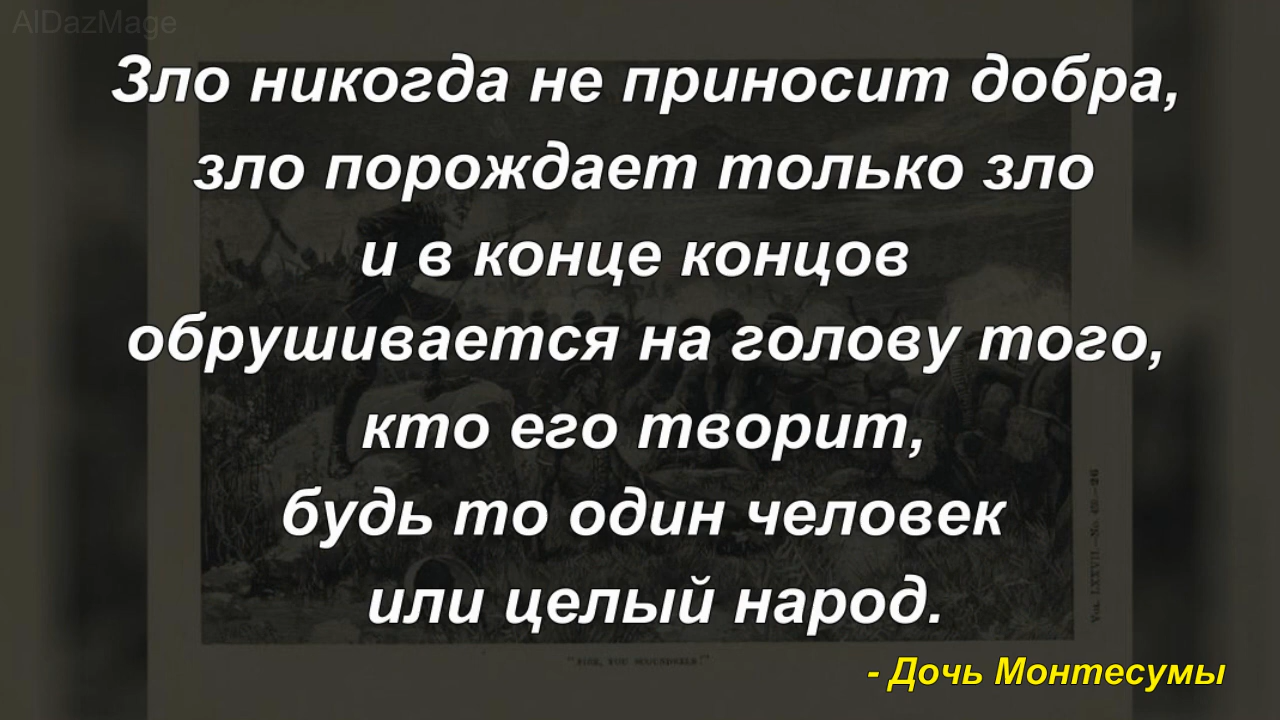 AlDazMage
Зло никогда не приносит добра,
зло порождает только зло
и в конце концов
обрушивается на голову того,
кто его творит,
будь то один человек
или целый народ.
- Дочь Монтесумы